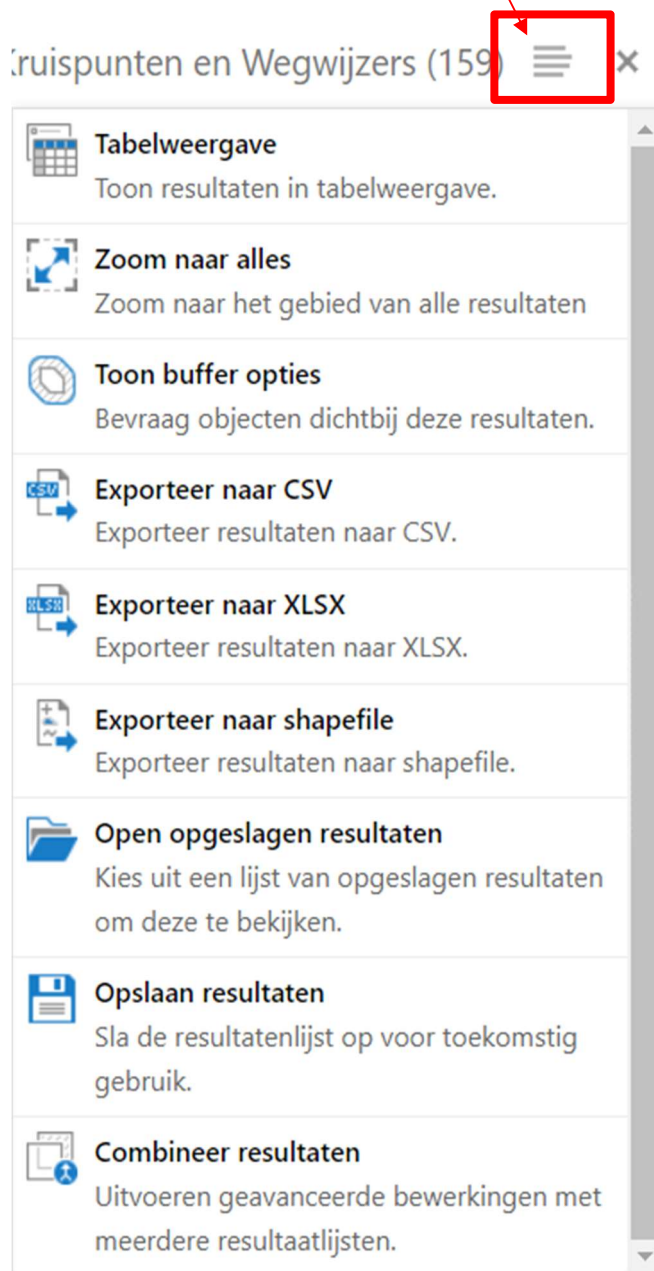 en Wegwijzers (159)
Tabelweergave
Toon resultaten in tabelweergave.
Zoom naar alles
Zoom naar het gebied van alle resultaten
Toon buffer opties
Bevraag objecten dichtbij deze resultaten.
CSV
Exporteer naar CSV
Exporteer resultaten naar CSV.
XLSX
Exporteer naar XLSX
Exporteer resultaten naar XLSX.
Exporteer naar shapefile
Exporteer resultaten naar shapefile.
Open opgeslagen resultaten
Kies uit een lijst van opgeslagen resultaten
om deze te bekijken.
Opslaan resultaten
Sla de resultatenlijst op voor toekomstig
gebruik.
Combineer resultaten
Uitvoeren geavanceerde bewerkingen met
meerdere resultaatlijsten.